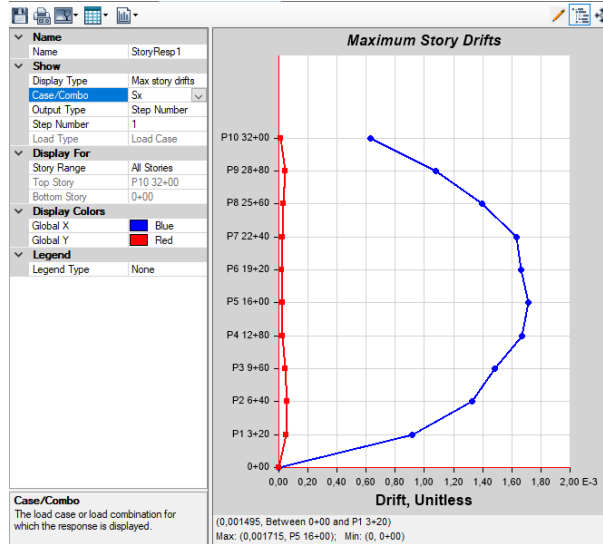 Name
Name StoryResp1
Show
Display Type Max story drifts
Case/Combo Sx
Output Type Step Number
Step Number 1
Load Type Load Case
Display For
Story Range All Stories
Top Story P10 32+00
Bottom Story 0+00
Display Colors
Global X Blue
Global Y Red
Legend
Legend Type None
Case/Combo
The load case or load combination for
which the response is displayed.
Maximum Story Drifts
P10 32+00
P9 28+80
P8 25+60
P7 22+40
P6 19+20
P5 16+00
P4 12+80
P3 9+60
P2 6+40
P1 3+20
0+00
0,00 0,20 0,40 0,60 0,80 1,00 1,20 1,40 1,60 1,80 2,00 E-3
Drift, Unitless
(0,001495, Between 0+00 and P1 3+20)
Max: (0,001715, P5 16+00); Min: (0, 0+00)